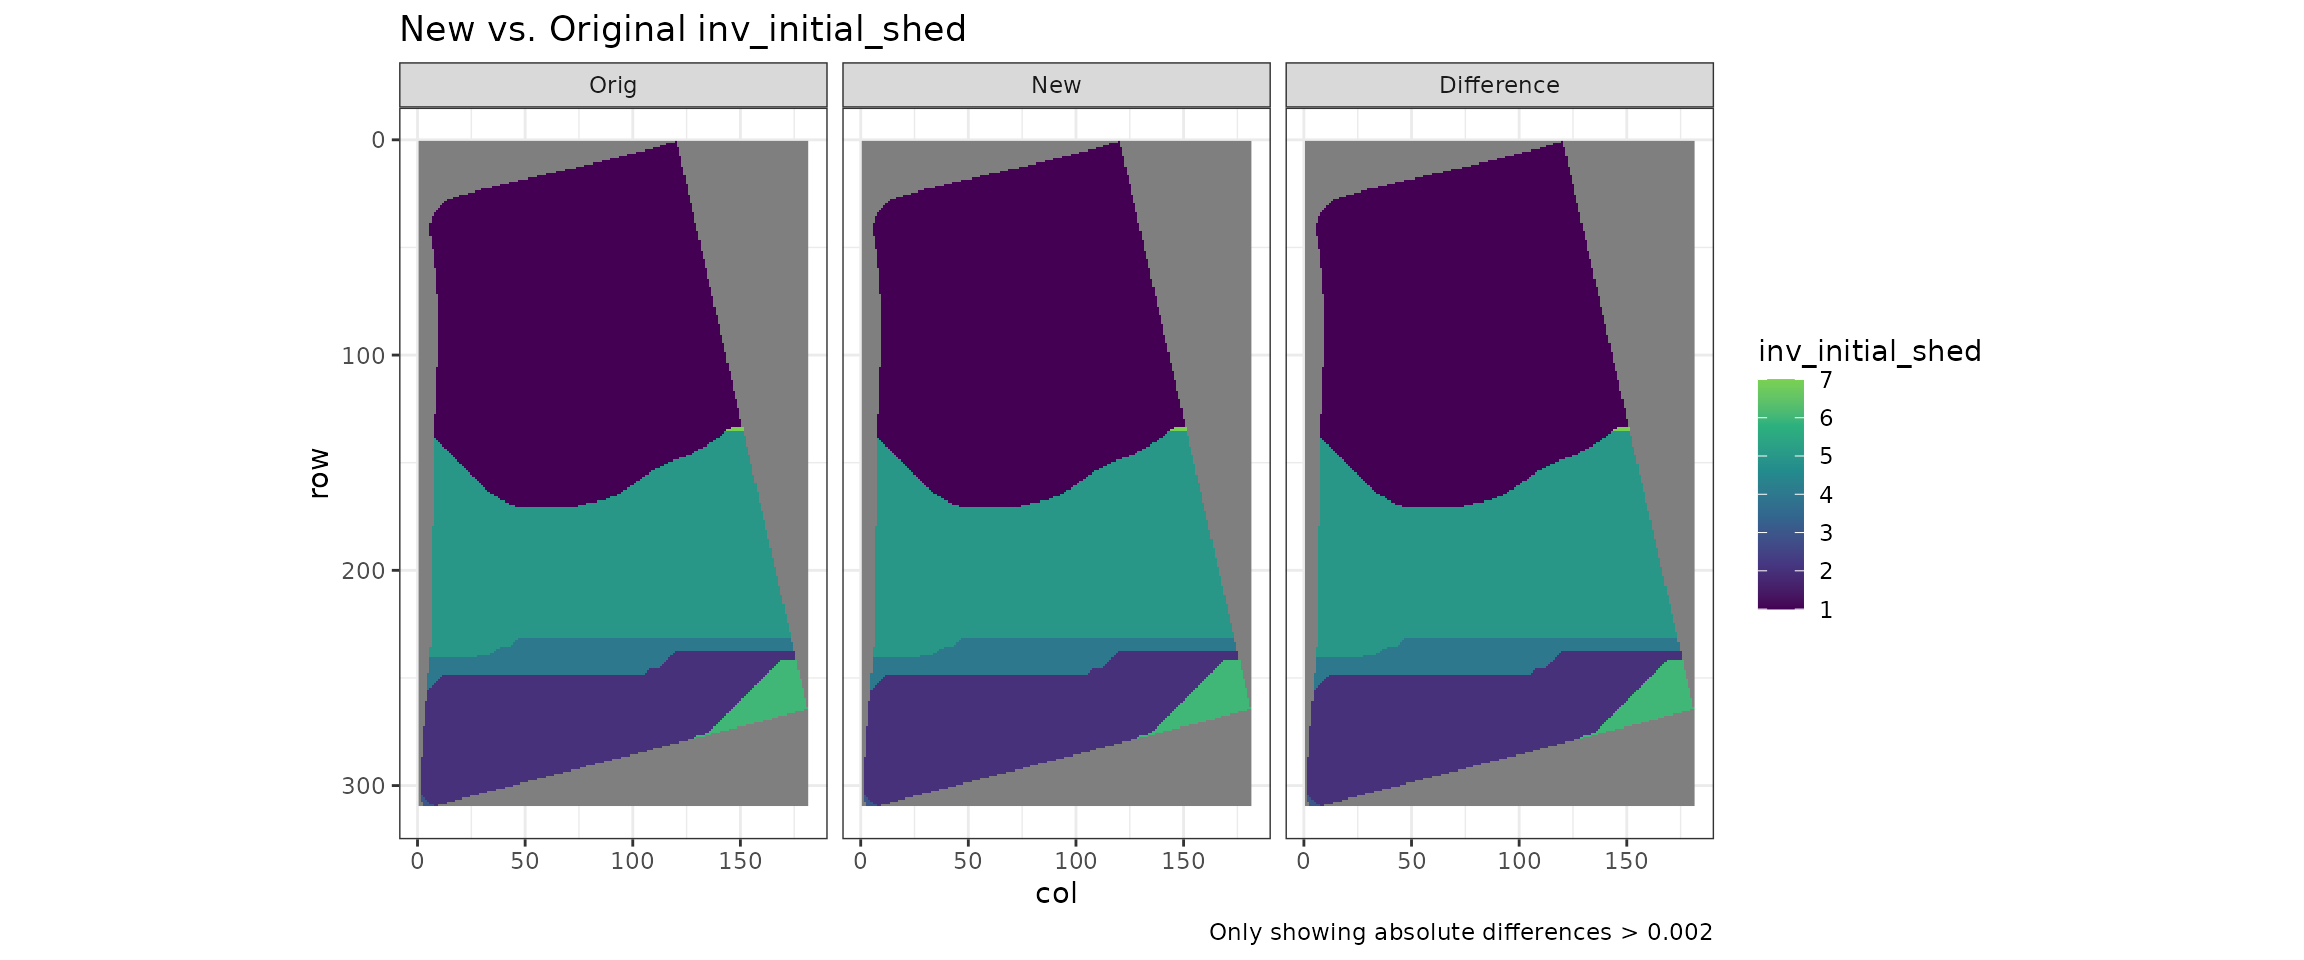 New vs. Original inv_initial_shed
Orig
New
Difference
0
100
200
300
row
0 50 100 150
0 50 100 150
0 50 100 150
col
inv_initial_shed
7
6
5
4
3
2
1
Only showing absolute differences > 0.002